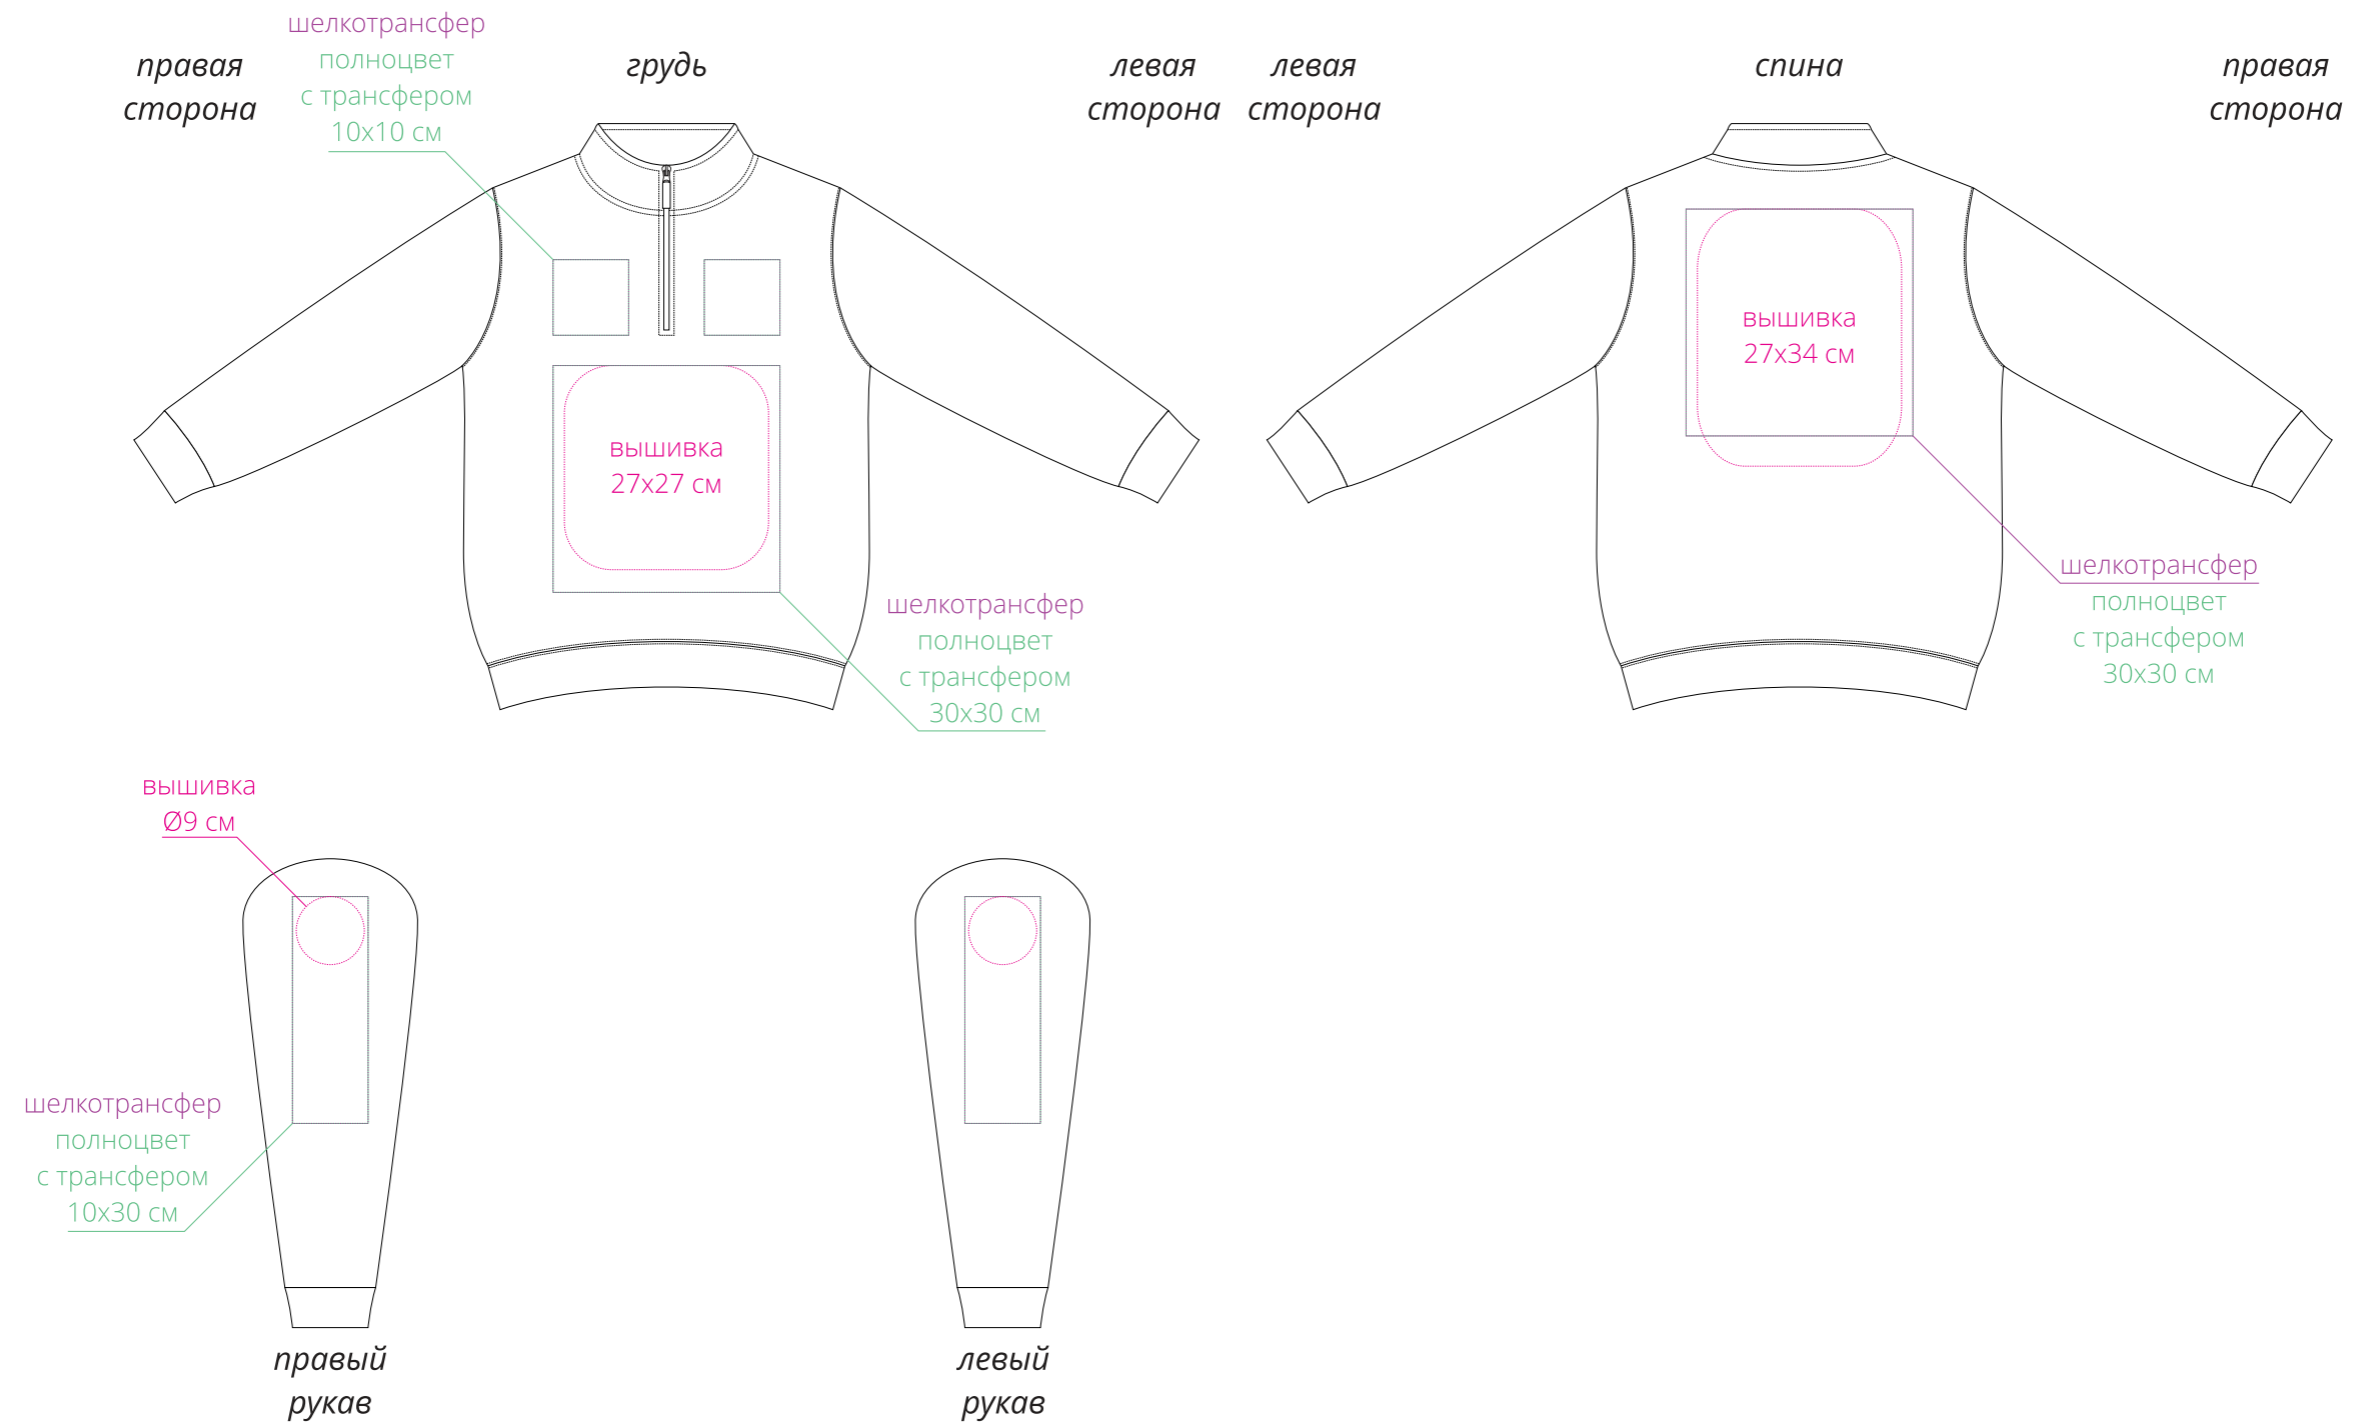 шелкотрансфер
полноцвет
с трансфером
10х10 см
правая
сторона
грудь
левая
сторона
левая
сторона
спина
правая
сторона
вышивка
27х27 см
шелкотрансфер
полноцвет
с трансфером
30х30 см
вышивка
27х34 см
шелкотрансфер
полноцвет
с трансфером
30х30 см
вышивка
Ø9 см
шелкотрансфер
полноцвет
с трансфером
10х30 см
правый
рукав
левый
рукав